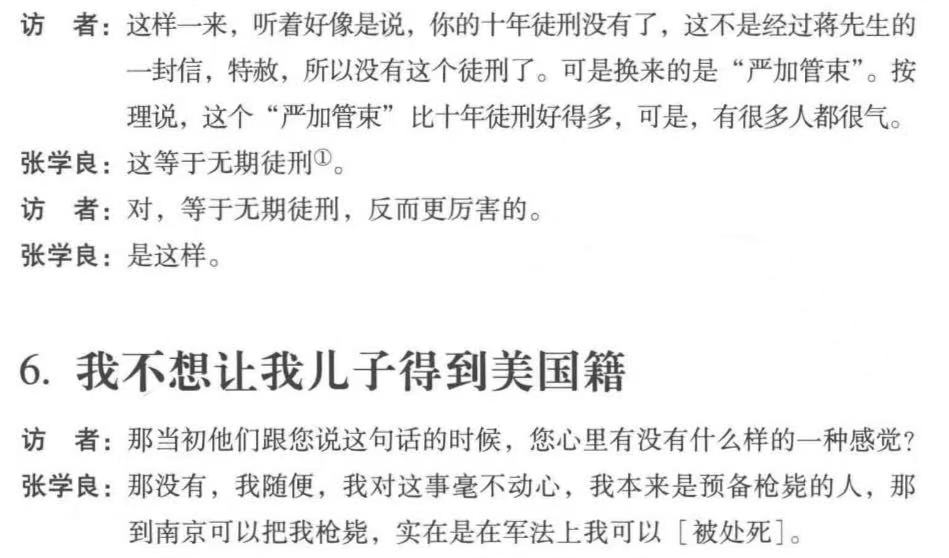 访　者：这样一来，听着好像是说，你的十年徒刑没有了，这不是经过蒋先生的
一封信，特赦，所以没有这个徒刑了。可是换来的是“严加管束”。按
理说，这个“严加管束”比十年徒刑好得多，可是，有很多人都很气。
张学良：这等于无期徒刑①。
访　者：对，等于无期徒刑，反而更厉害的。
张学良：是这样。
6. 我不想让我儿子得到美国籍
访　者：那当初他们跟您说这句话的时候，您心里有没有什么样的一种感觉？
张学良：那没有，我随便，我对这事毫不动心，我本来是预备枪毙的人，那
到南京可以把我枪毙，实在是在军法上我可以［被处死］。